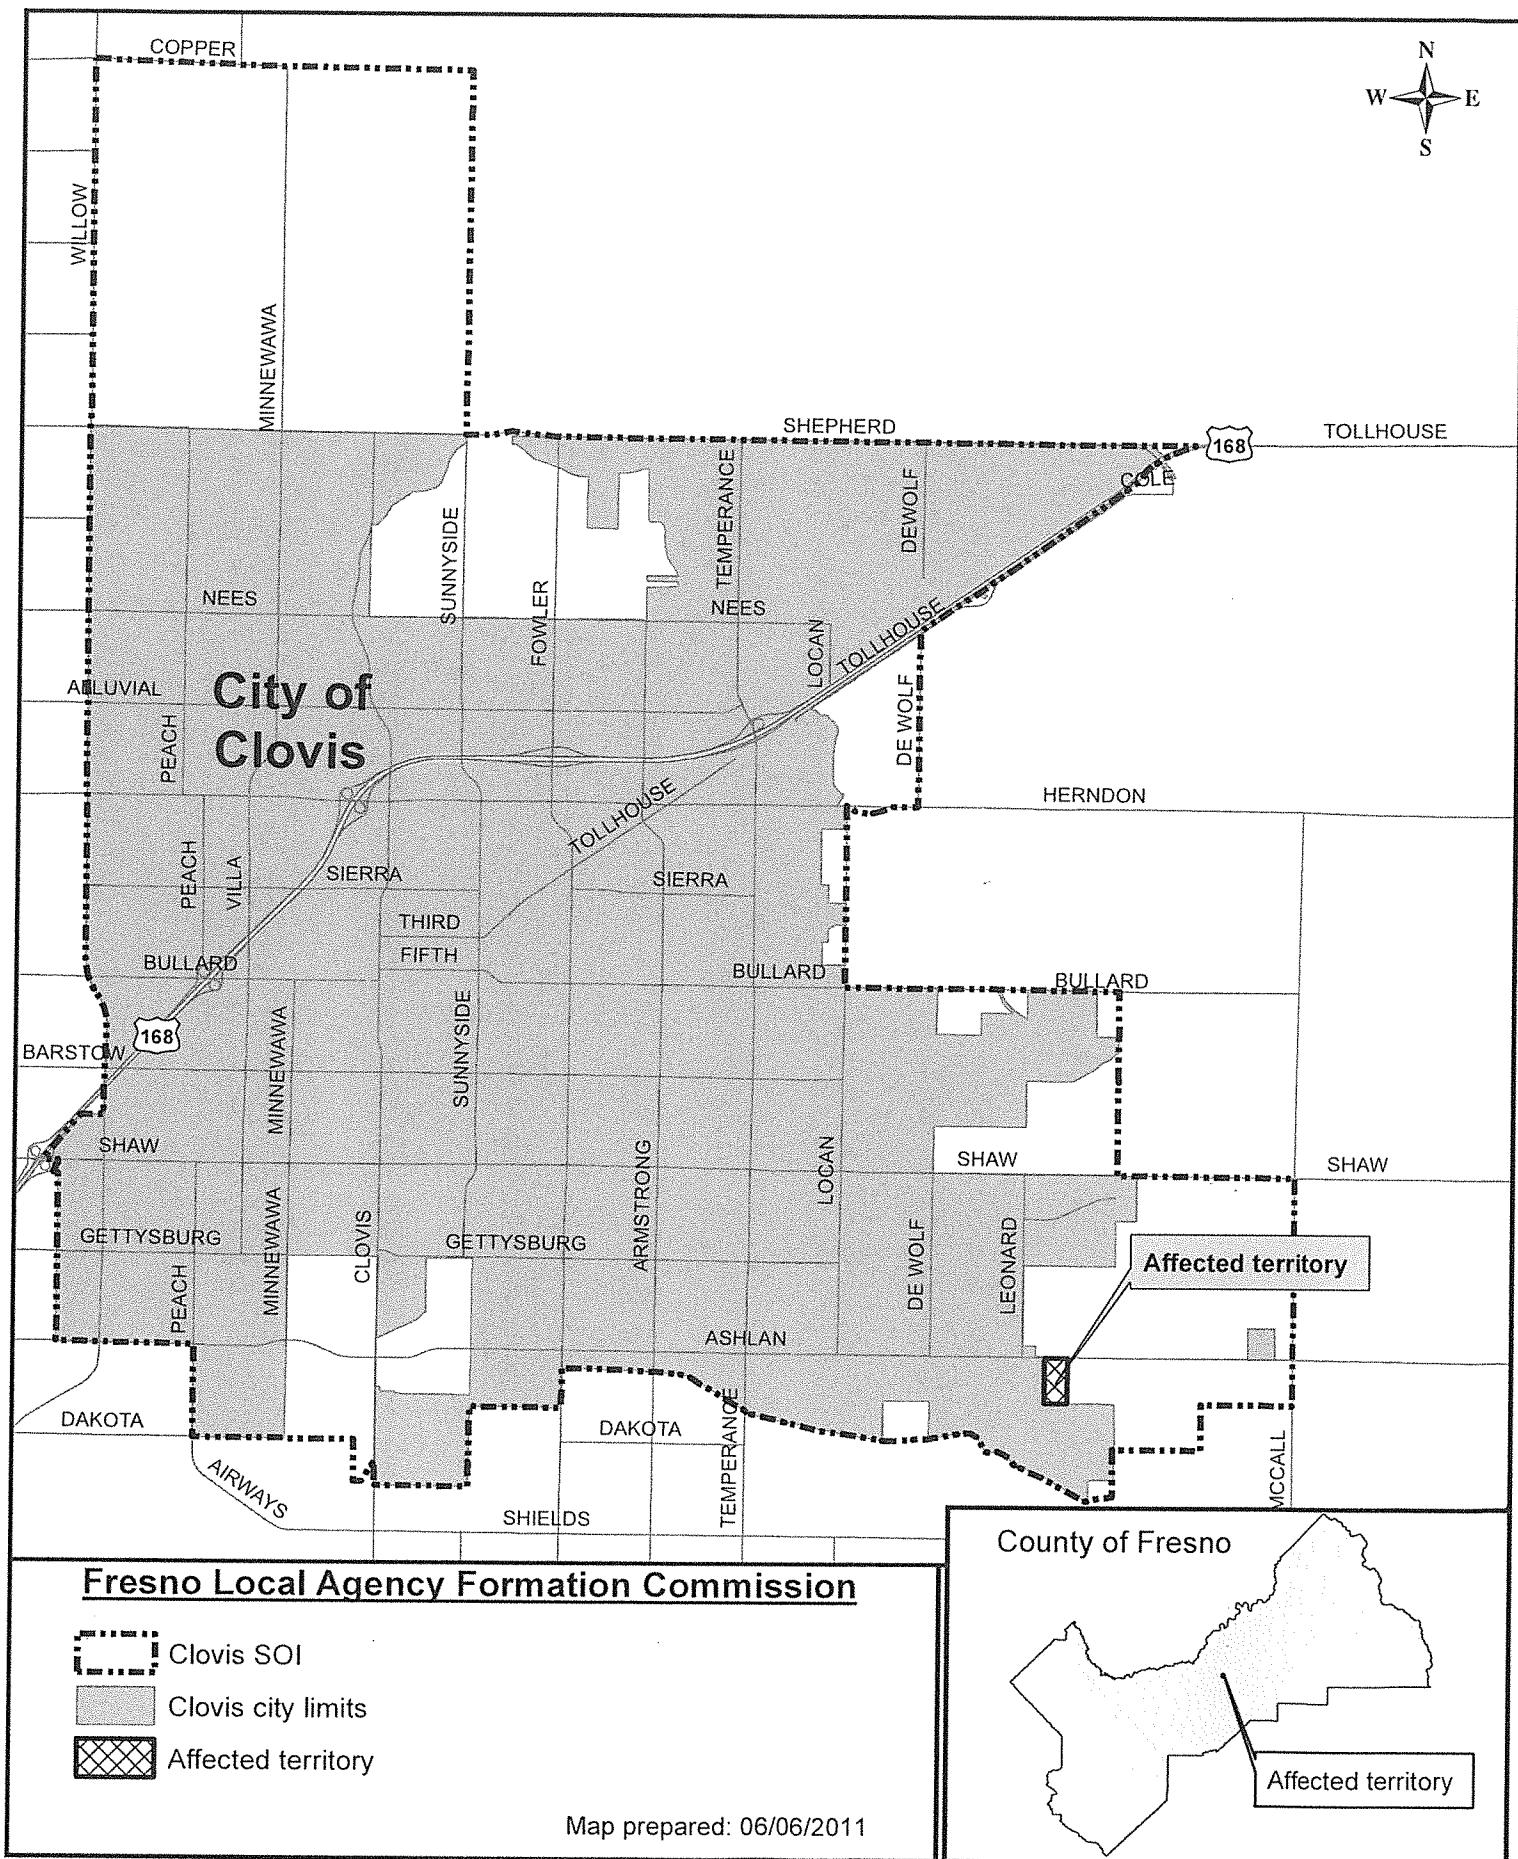 COPPER
N
W
E
S
WILLOW
MINNEWAWA
SHEPHERD
168
TOLLHOUSE
COLE
SUNNYSIDE
TEMPERANCE
DEWOLF
NEES
FOWLER
NEES
LOCAN
TOLLHOUSE
City of
Clovis
ALLUVIAL
PEACH
DE WOLF
HERNDON
TOLLHOUSE
PEACH
VILLA
SIERRA
SIERRA
THIRD
FIFTH
BULLARD
BULLARD
BULLARD
168
BARSTOW
MINNEWAWA
SUNNYSIDE
SHAW
ARMSTRONG
LOCAN
SHAW
SHAW
GETTYSBURG
MINNEWAWA
CLOVIS
GETTYSBURG
DE WOLF
LEONARD
Affected territory
PEACH
ASHLAN
DAKOTA
DAKOTA
TEMPERANCE
MCCALL
AIRWAYS
SHIELDS
Fresno Local Agency Formation Commission
Clovis SOI
Clovis city limits
Affected territory
Map prepared: 06/06/2011
County of Fresno
Affected territory